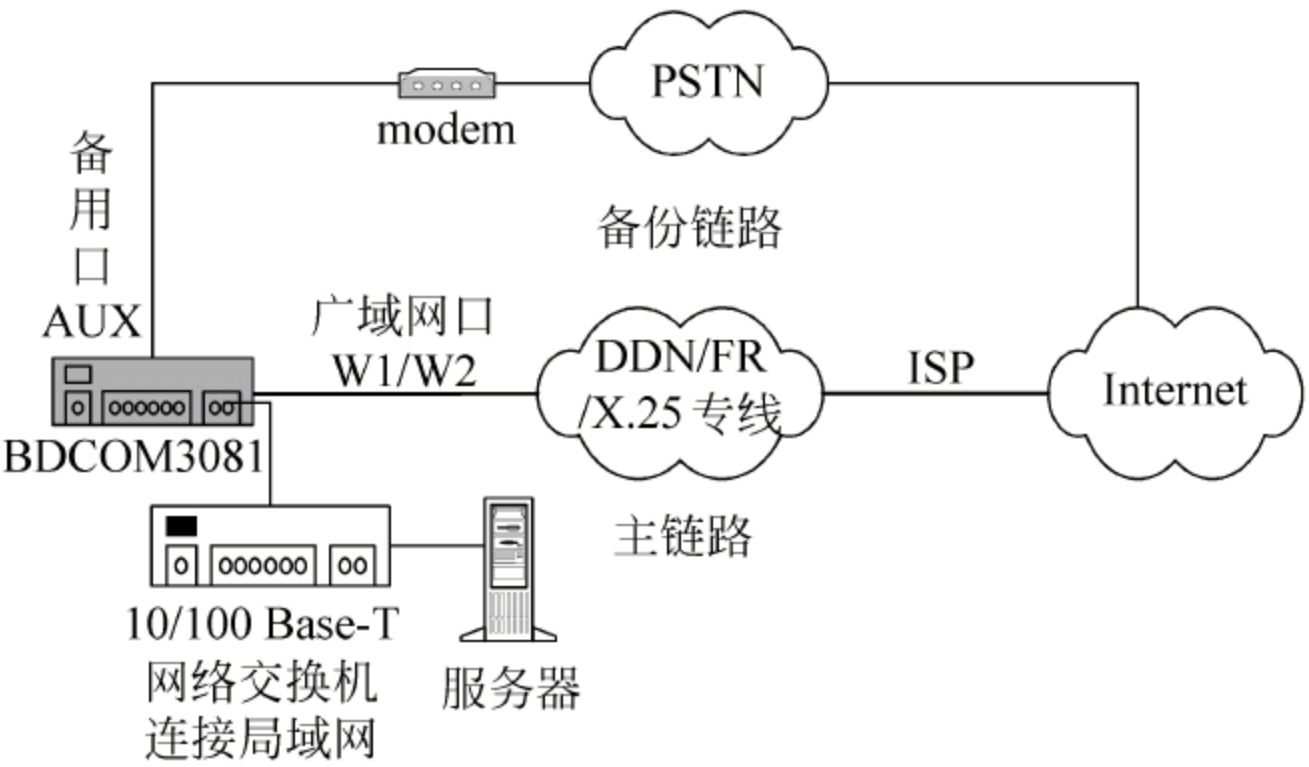 PSTN
modem
备用口
AUX
备份链路
广域网口
W1/W2
DDN/FR
/X.25 专线
ISP
Internet
BDCOM3081
主链路
10/100 Base-T
网络交换机
连接局域网
服务器